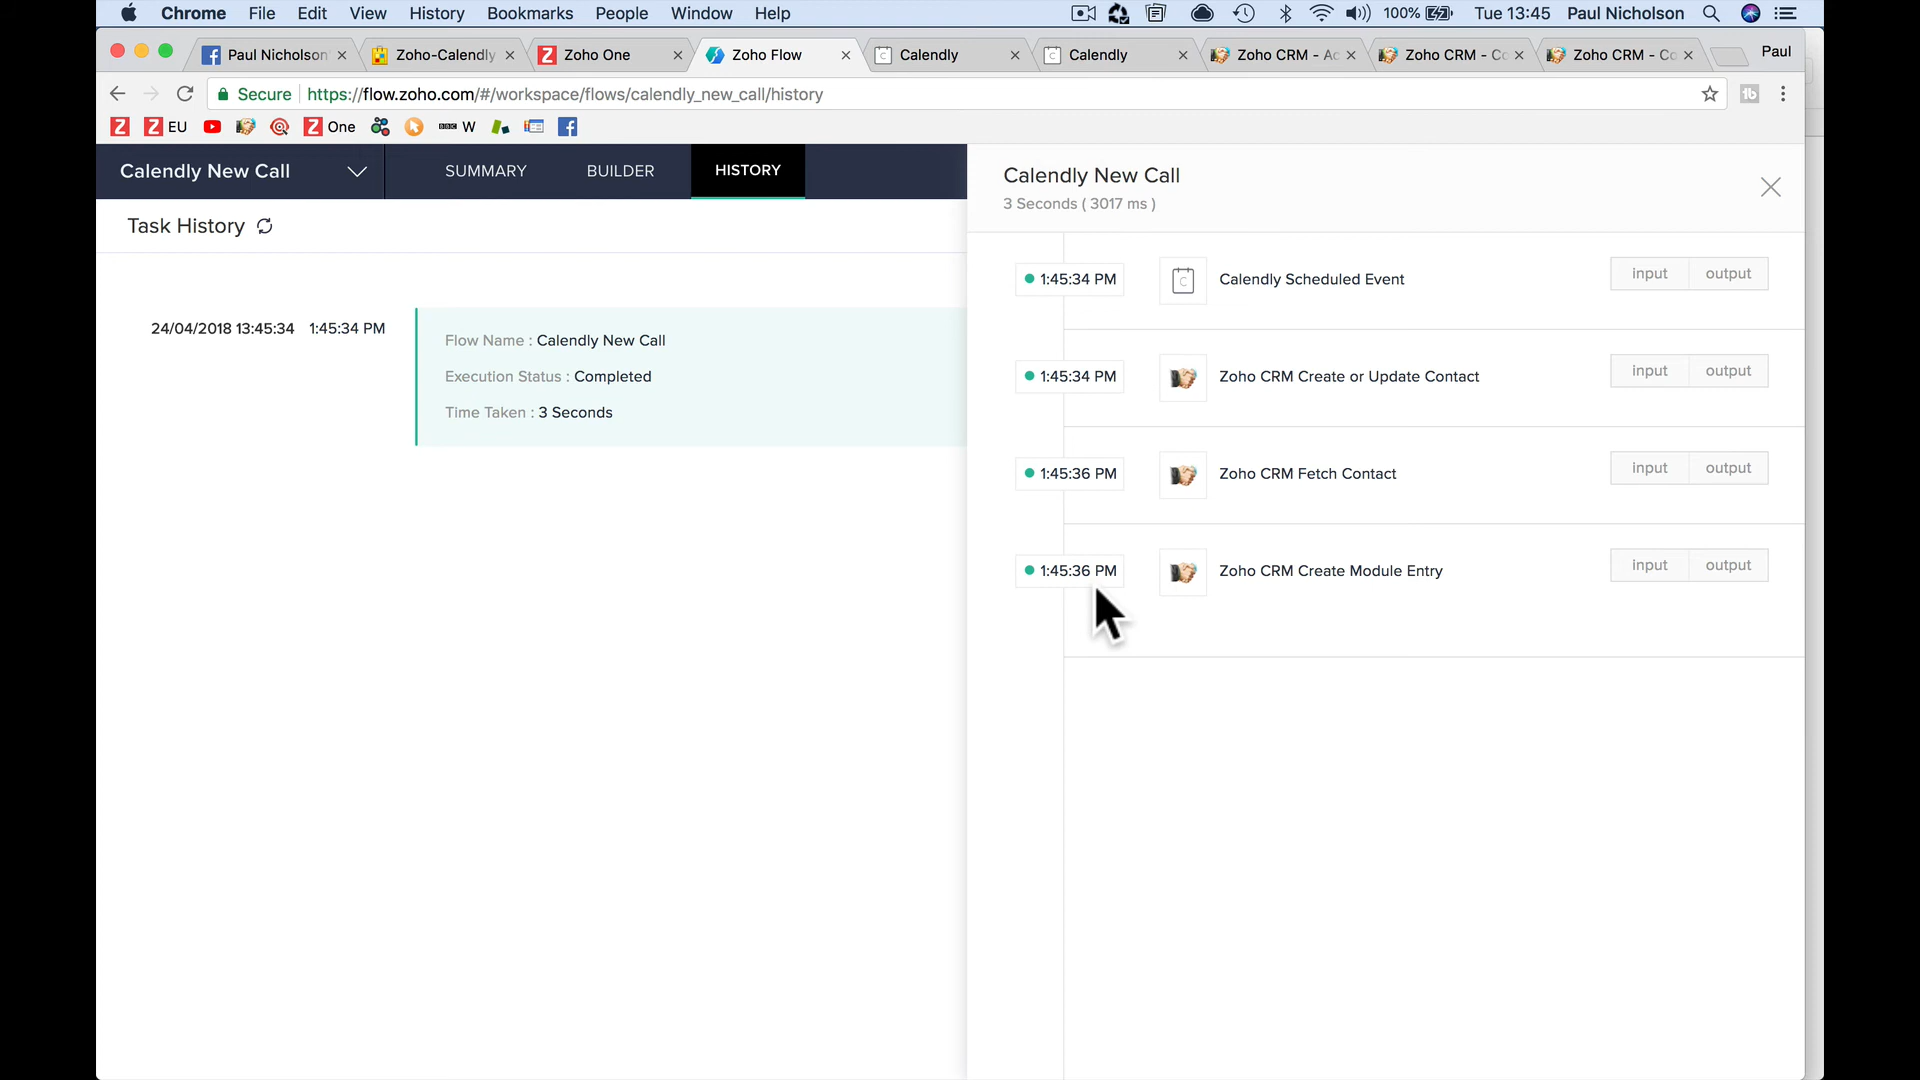 Chrome File Edit View History Bookmarks People Window Help 100% Tue 13:45 Paul Nicholson
Paul Nicholson' Zoho-Calendly Zoho One Zoho Flow Calendly Calendly Zoho CRM - Ac Zoho CRM - Co Zoho CRM - Co Paul
Secure https://flow.zoho.com/#/workspace/flows/calendly_new_call/history
EU One BBC W
Calendly New Call SUMMARY BUILDER HISTORY
Task History
24/04/2018 13:45:34 1:45:34 PM
Flow Name : Calendly New Call
Execution Status : Completed
Time Taken : 3 Seconds
Calendly New Call
3 Seconds ( 3017 ms )
1:45:34 PM Calendly Scheduled Event input output
1:45:34 PM Zoho CRM Create or Update Contact input output
1:45:36 PM Zoho CRM Fetch Contact input output
1:45:36 PM Zoho CRM Create Module Entry input output